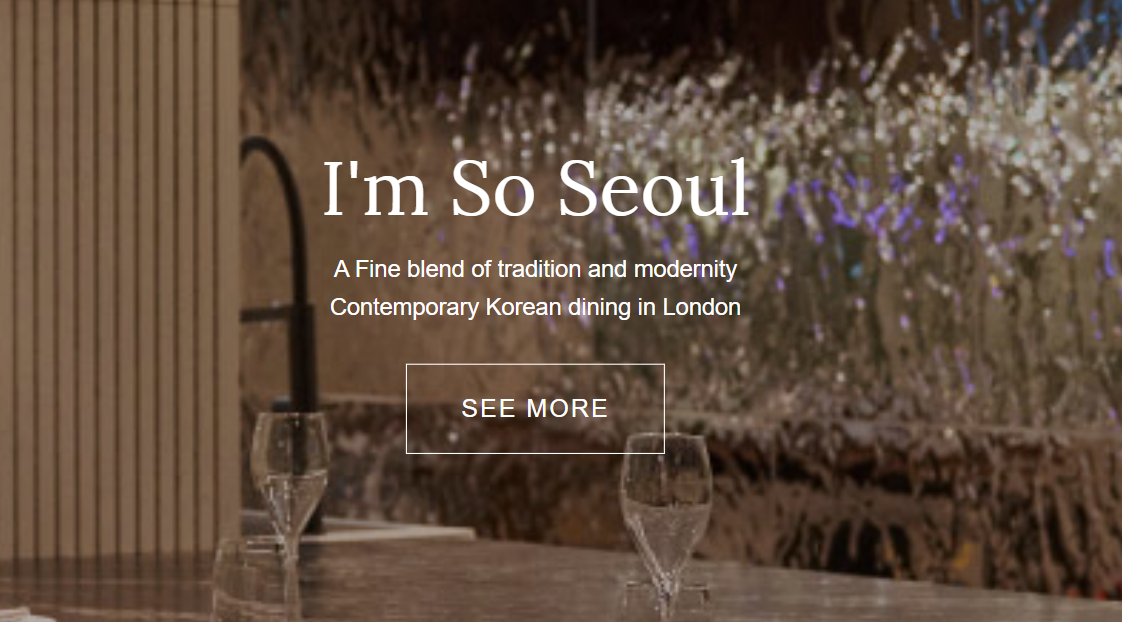 I'm So Seoul
A Fine blend of tradition and modernity
Contemporary Korean dining in London
SEE MORE